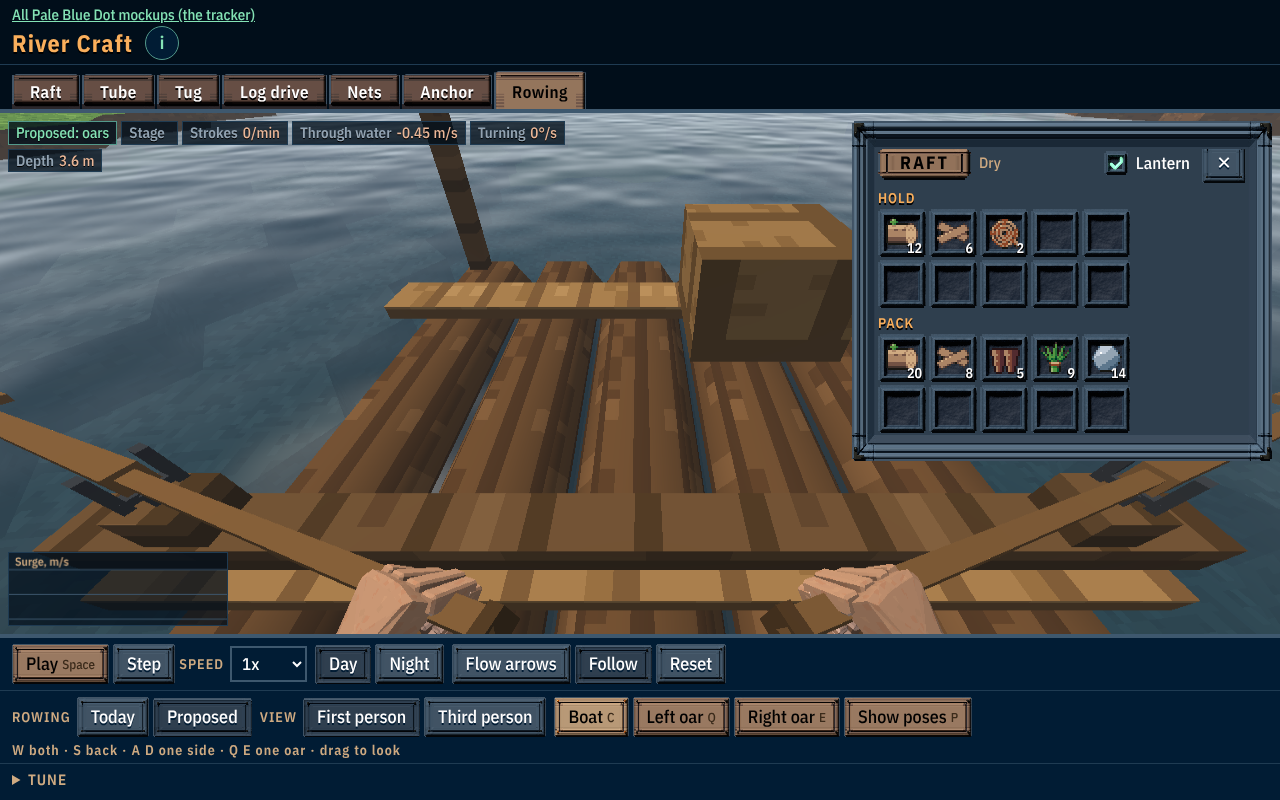 All Pale Blue Dot mockups (the tracker)
River Craft i
Raft Tube Tug Log drive Nets Anchor Rowing
Proposed: oars Stage Strokes 0/min Through water -0.45 m/s Turning 0°/s
Depth 3.6 m
RAFT Dry Lantern ×
HOLD
12 6 2
PACK
20 8 5 9 14
Surge, m/s
Play Space Step SPEED 1x Day Night Flow arrows Follow Reset
ROWING Today Proposed VIEW First person Third person Boat C Left oar Q Right oar E Show poses P
W both · S back · A D one side · Q E one oar · drag to look
TUNE